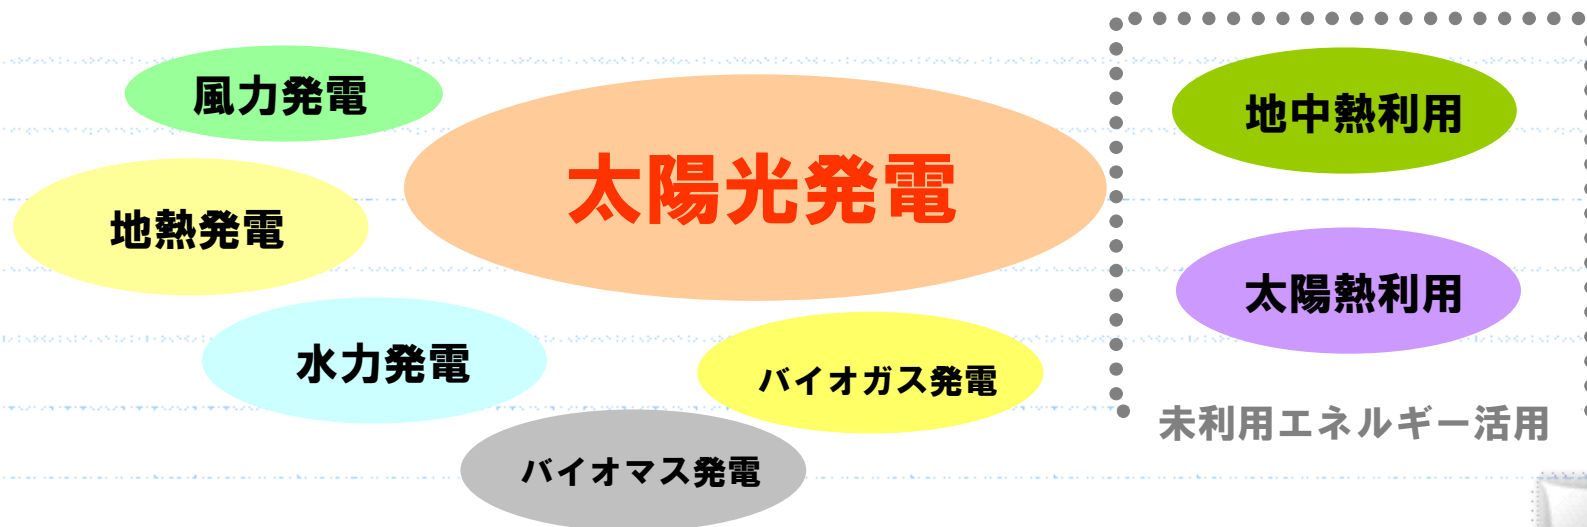 風力発電
太陽光発電
地熱発電
水力発電
バイオガス発電
バイオマス発電
地中熱利用
太陽熱利用
未利用エネルギー活用